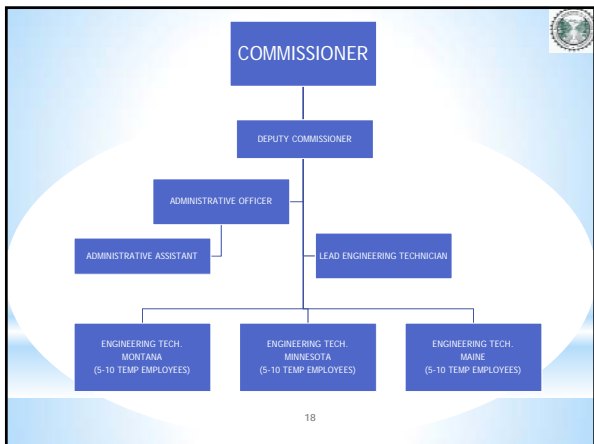 COMMISSIONER
DEPUTY COMMISSIONER
ADMINISTRATIVE OFFICER
ADMINISTRATIVE ASSISTANT
LEAD ENGINEERING TECHNICIAN
ENGINEERING TECH.
MONTANA
(5-10 TEMP EMPLOYEES)
ENGINEERING TECH.
MINNESOTA
(5-10 TEMP EMPLOYEES)
ENGINEERING TECH.
MAINE
(5-10 TEMP EMPLOYEES)
18